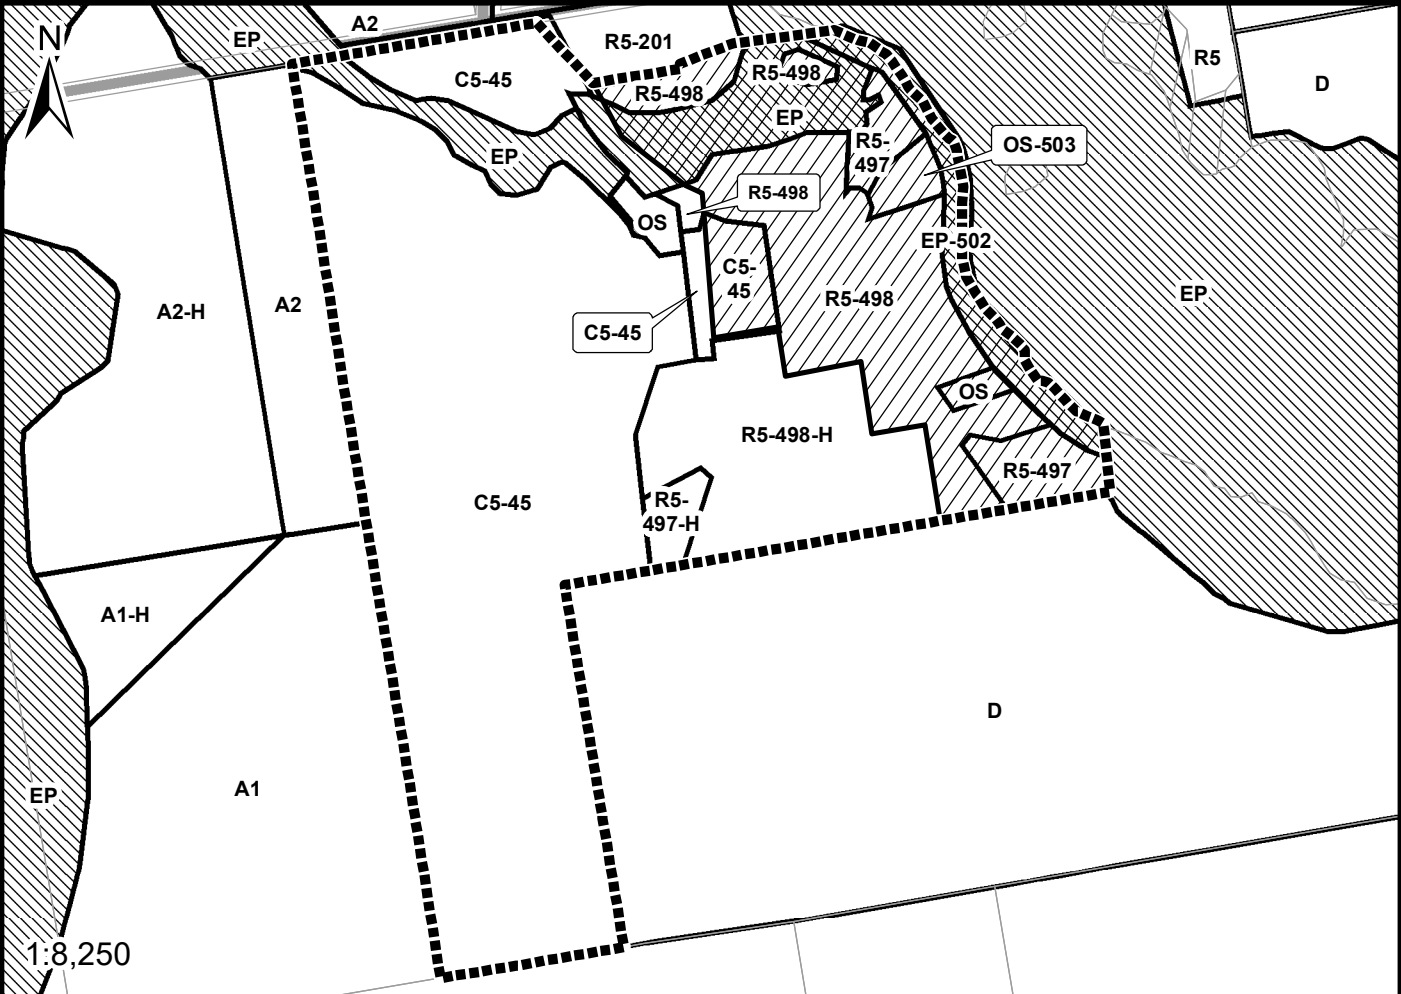 A2
EP
N
R5-201
R5
C5-45
R5-498
R5-498
D
EP
R5-
497
OS-503
EP
R5-498
OS
EP-502
C5-
45
R5-498
EP
A2-H
A2
C5-45
OS
R5-498-H
R5-497
C5-45
R5-
497-H
A1-H
D
A1
EP
1:8,250